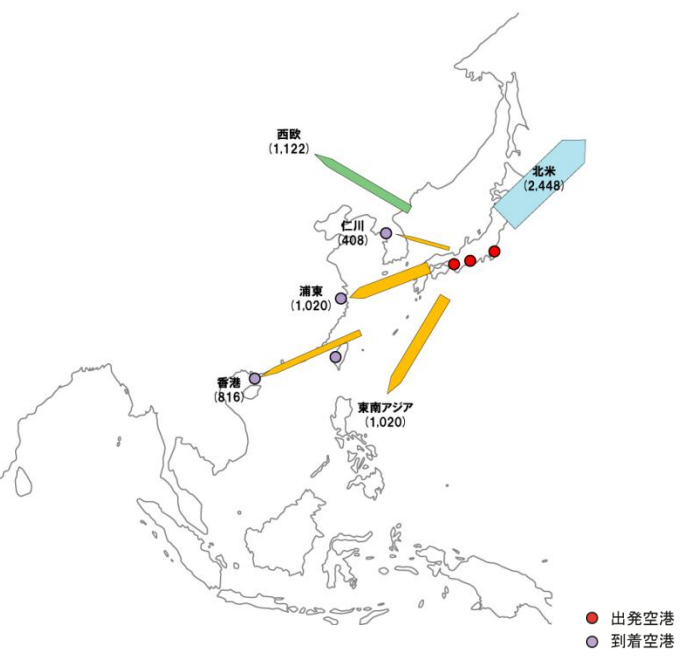 西欧
(1,122)
北米
(2,448)
仁川
(408)
浦東
(1,020)
香港
(816)
東南アジア
(1,020)
出発空港
到着空港